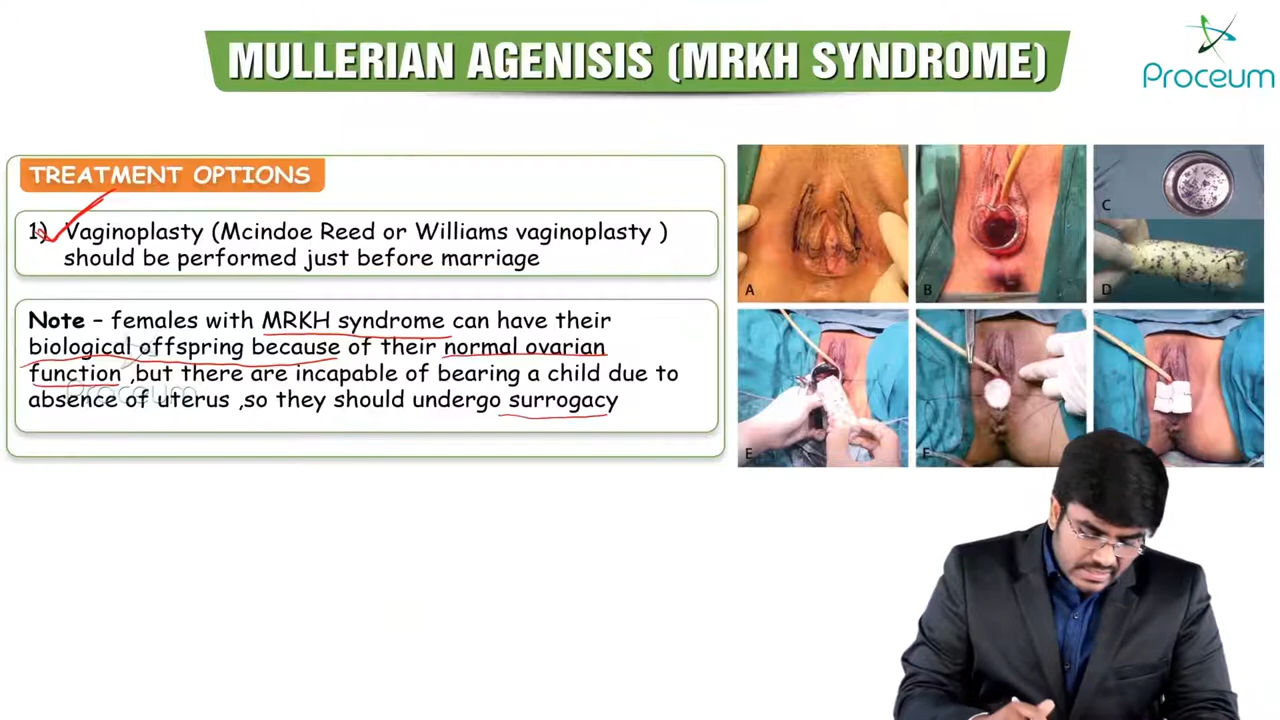 MULLERIAN AGENISIS (MRKH SYNDROME)
Proceum
TREATMENT OPTIONS
1) Vaginoplasty (Mcindoe Reed or Williams vaginoplasty )
should be performed just before marriage
Note – females with MRKH syndrome can have their
biological offspring because of their normal ovarian
function ,but there are incapable of bearing a child due to
absence of uterus ,so they should undergo surrogacy
Proceum
A
B
C
D
E
F